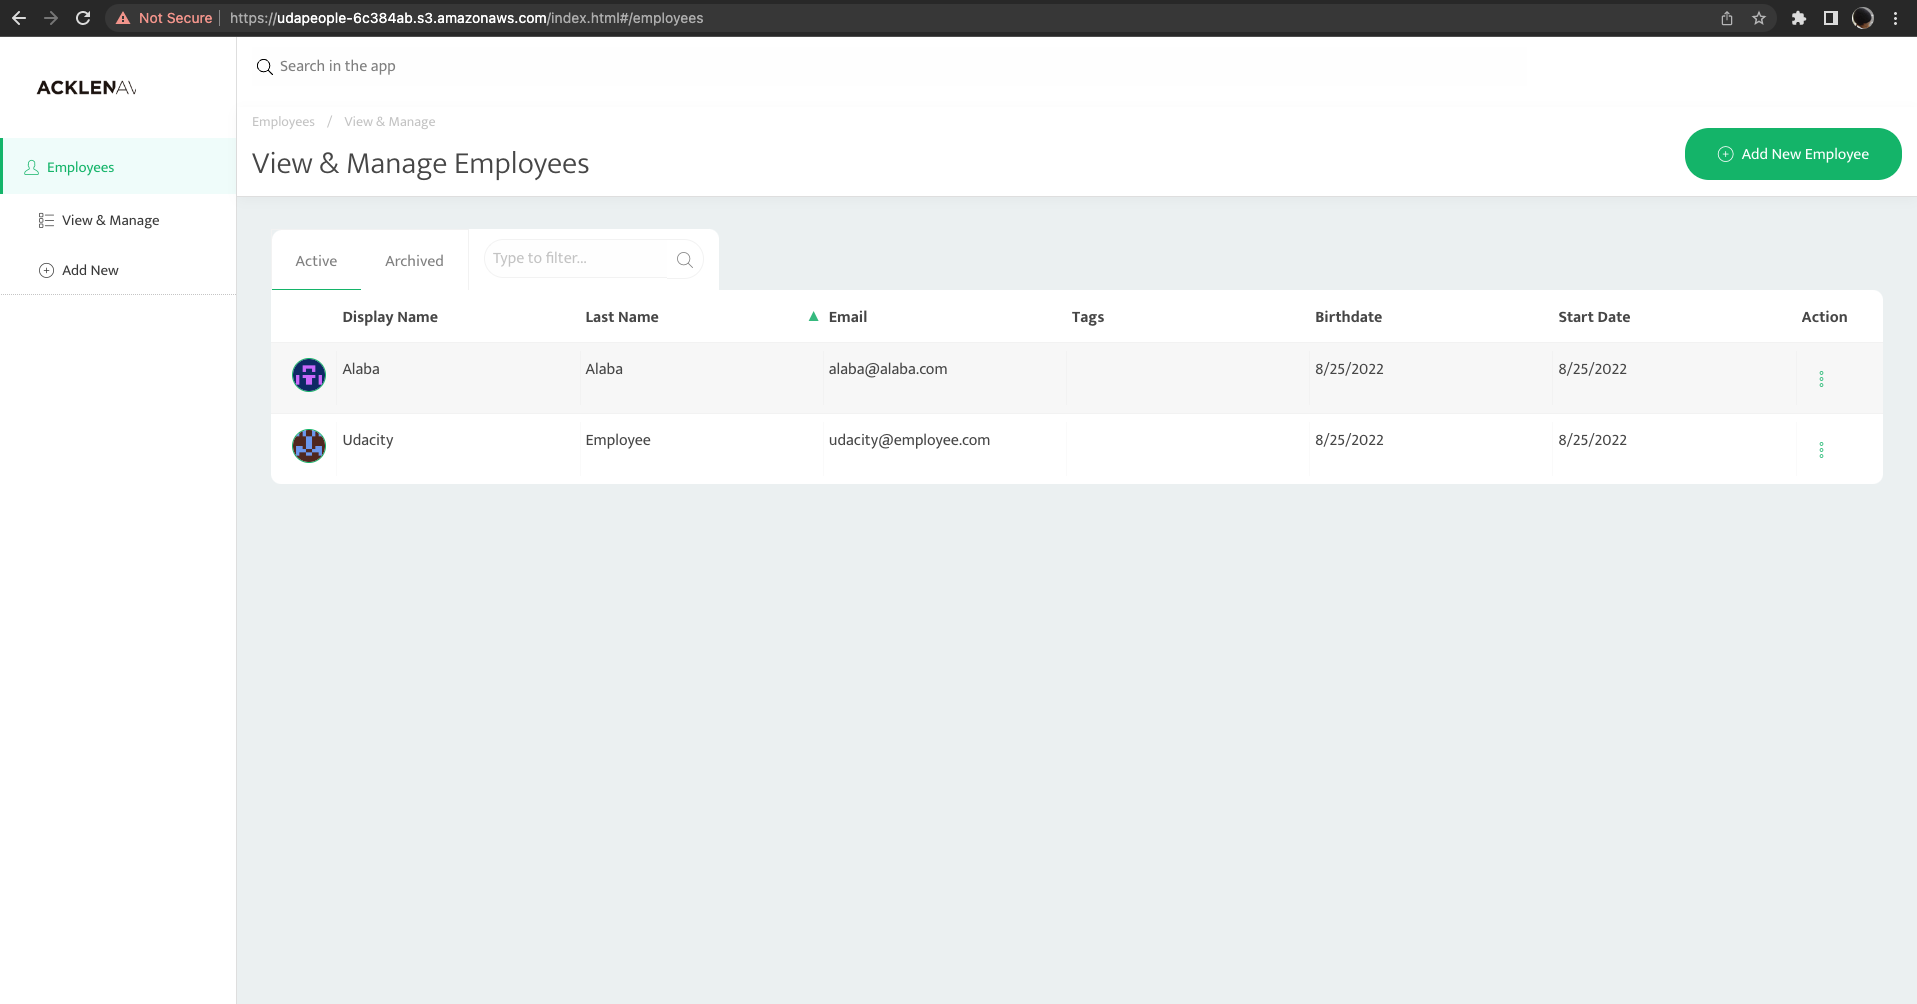 Not Secure https://udapeople-6c384ab.s3.amazonaws.com/index.html#/employees
ACKLENAV
Search in the app
Employees / View & Manage
View & Manage Employees
Add New Employee
Employees
View & Manage
Add New
Active Archived Type to filter...
Display Name Last Name Email Tags Birthdate Start Date Action
Alaba Alaba alaba@alaba.com 8/25/2022 8/25/2022
Udacity Employee udacity@employee.com 8/25/2022 8/25/2022